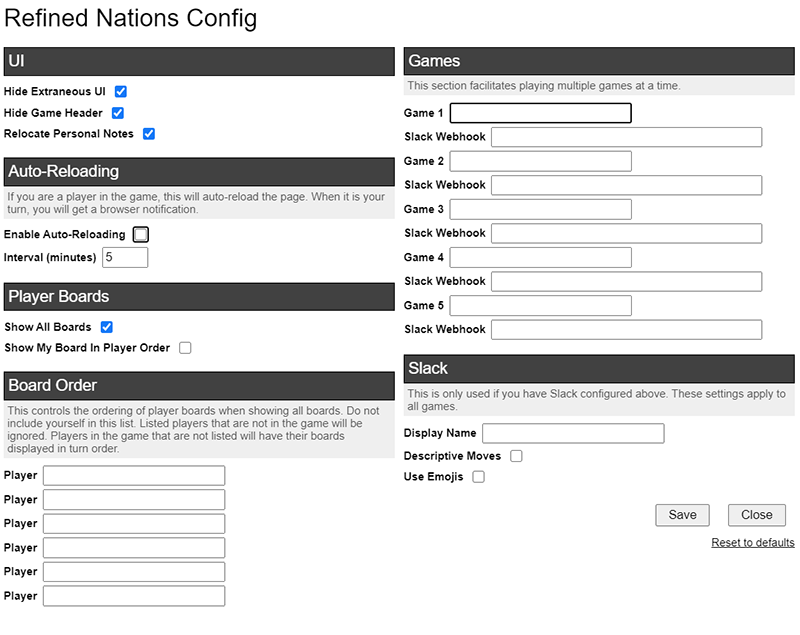 Refined Nations Config
UI
Hide Extraneous UI
Hide Game Header
Relocate Personal Notes
Auto-Reloading
If you are a player in the game, this will auto-reload the page. When it is your
turn, you will get a browser notification.
Enable Auto-Reloading
Interval (minutes) 5
Player Boards
Show All Boards
Show My Board In Player Order
Board Order
This controls the ordering of player boards when showing all boards. Do not
include yourself in this list. Listed players that are not in the game will be
ignored. Players in the game that are not listed will have their boards
displayed in turn order.
Player
Player
Player
Player
Player
Player
Games
This section facilitates playing multiple games at a time.
Game 1
Slack Webhook
Game 2
Slack Webhook
Game 3
Slack Webhook
Game 4
Slack Webhook
Game 5
Slack Webhook
Slack
This is only used if you have Slack configured above. These settings apply to
all games.
Display Name
Descriptive Moves
Use Emojis
Save Close
Reset to defaults